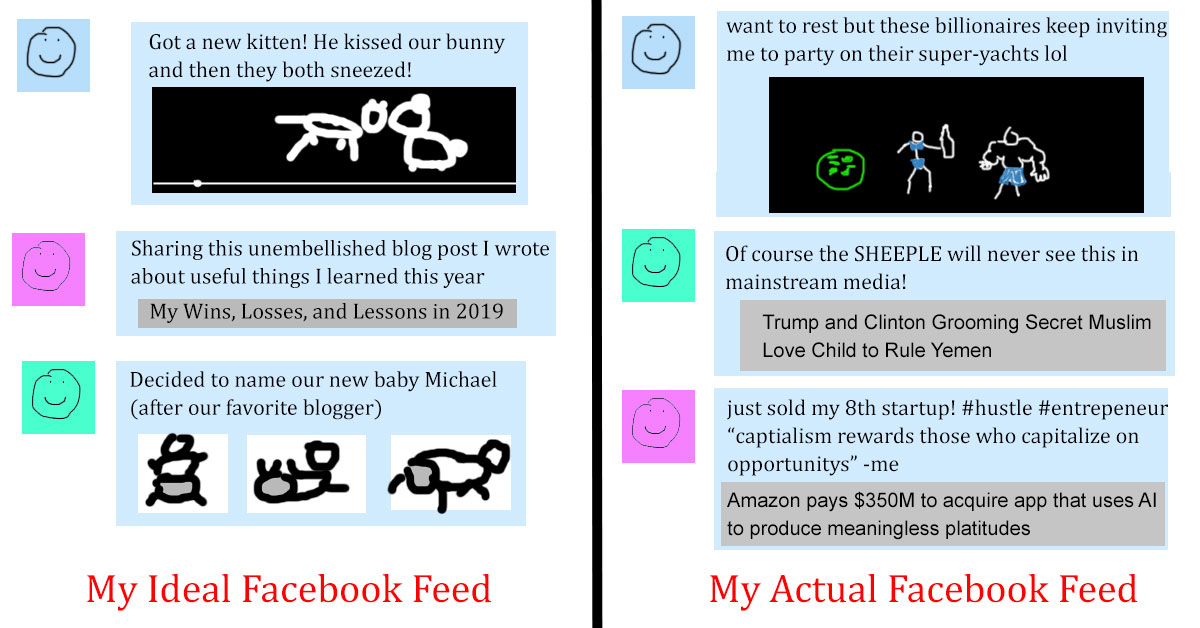 Got a new kitten! He kissed our bunny
and then they both sneezed!
Sharing this unembellished blog post I wrote
about useful things I learned this year
My Wins, Losses, and Lessons in 2019
Decided to name our new baby Michael
(after our favorite blogger)
My Ideal Facebook Feed
want to rest but these billionaires keep inviting
me to party on their super-yachts lol
Of course the SHEEPLE will never see this in
mainstream media!
Trump and Clinton Grooming Secret Muslim
Love Child to Rule Yemen
just sold my 8th startup! #hustle #entrepeneur
“captialism rewards those who capitalize on
opportunitys” -me
Amazon pays $350M to acquire app that uses AI
to produce meaningless platitudes
My Actual Facebook Feed